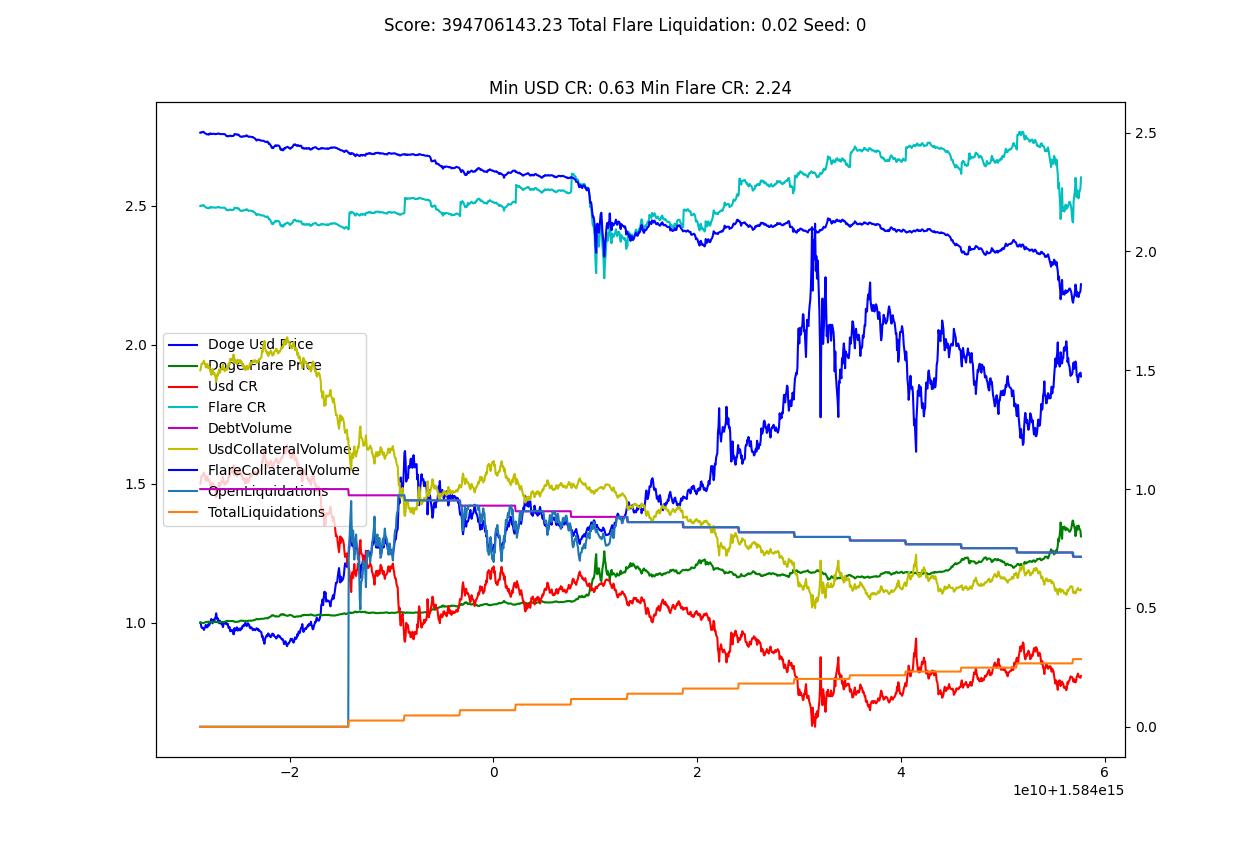 Score: 394706143.23 Total Flare Liquidation: 0.02 Seed: 0
Min USD CR: 0.63 Min Flare CR: 2.24
2.5
2.0
1.5
1.0
Doge Usd Price
Doge Flare Price
Usd CR
Flare CR
DebtVolume
UsdCollateralVolume
FlareCollateralVolume
OpenLiquidations
TotalLiquidations
2.5
2.0
1.5
1.0
0.5
0.0
−2 0 2 4 6
1e10+1.584e15